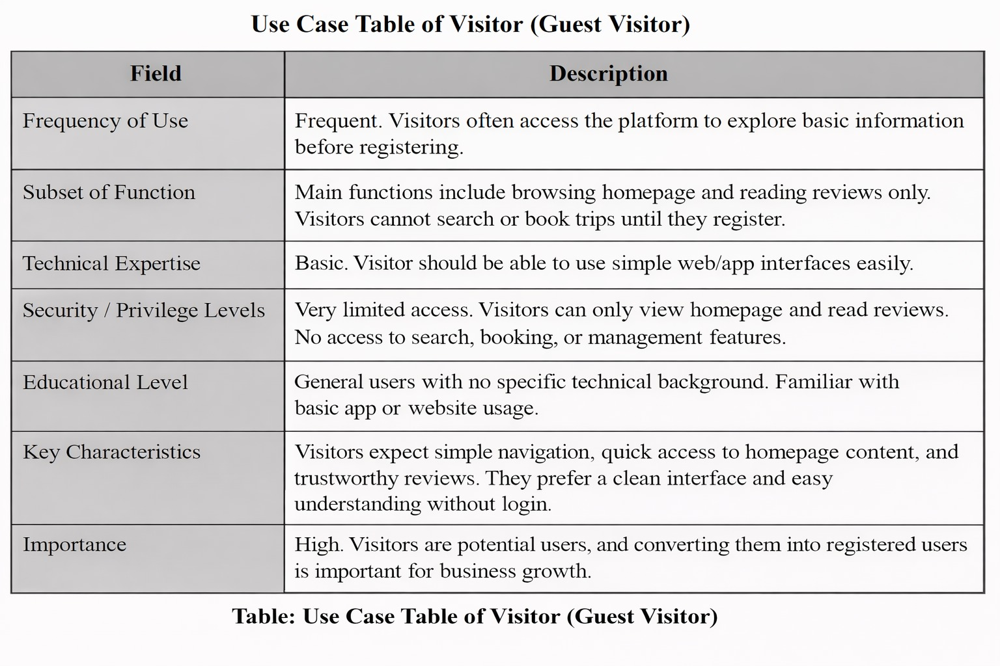 Use Case Table of Visitor (Guest Visitor)
Field
Description
Frequency of Use
Frequent. Visitors often access the platform to explore basic information
before registering.
Subset of Function
Main functions include browsing homepage and reading reviews only.
Visitors cannot search or book trips until they register.
Technical Expertise
Basic. Visitor should be able to use simple web/app interfaces easily.
Security / Privilege Levels
Very limited access. Visitors can only view homepage and read reviews.
No access to search, booking, or management features.
Educational Level
General users with no specific technical background. Familiar with
basic app or website usage.
Key Characteristics
Visitors expect simple navigation, quick access to homepage content, and
trustworthy reviews. They prefer a clean interface and easy
understanding without login.
Importance
High. Visitors are potential users, and converting them into registered users
is important for business growth.
Table: Use Case Table of Visitor (Guest Visitor)